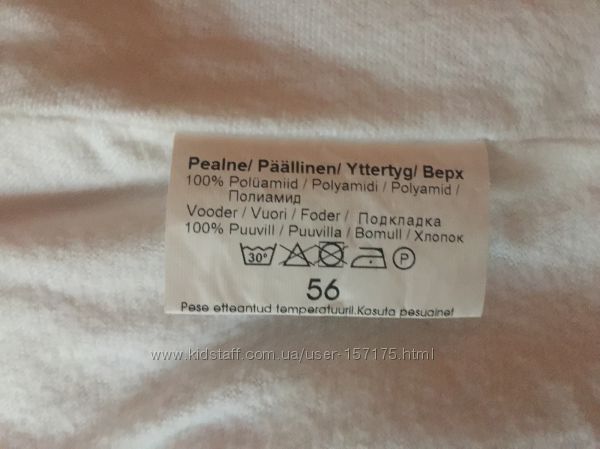 Pealne/ Päällinen/ Yttertyg/ Верх
100% Polüamiid / Polyamidi / Polyamid /
Полиамид
Vooder / Vuori / Foder / Подкладка
100% Puuvill / Puuvilla / Bomull / Хлопок
30° P
56
Pese etteantud temperatuuril.Kasuta pesuainet
www.kidstaff.com.ua/user-157175.html